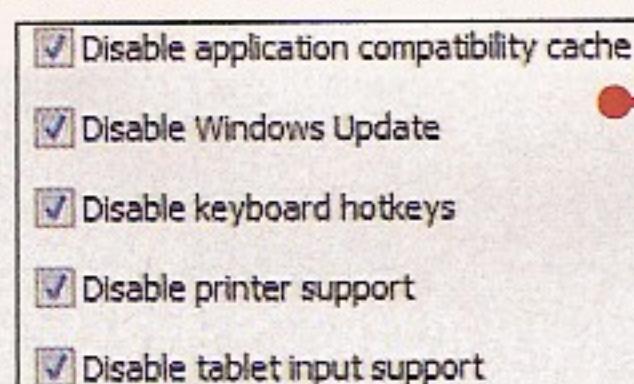 Disable application compatibility cache
Disable Windows Update
Disable keyboard hotkeys
Disable printer support
Disable tablet input support